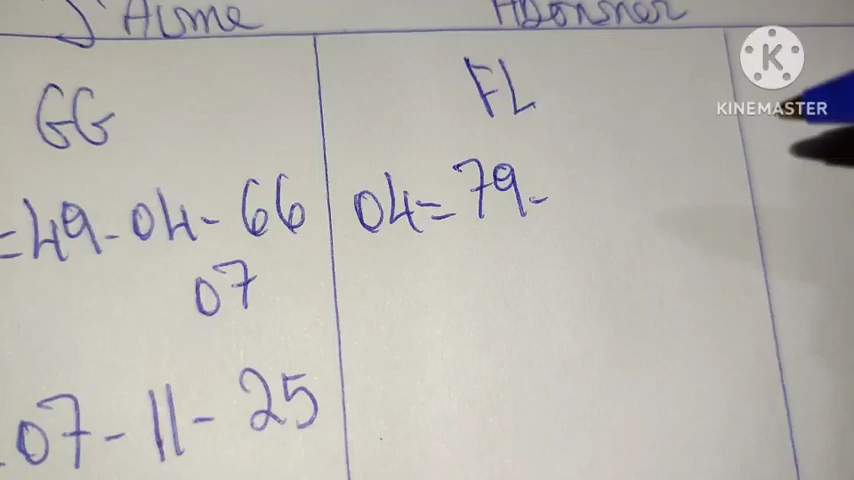 J'Aime
Abonner
GG
FL
=49-04-66
07
04=79-
07-11-25
K
KINEMASTER